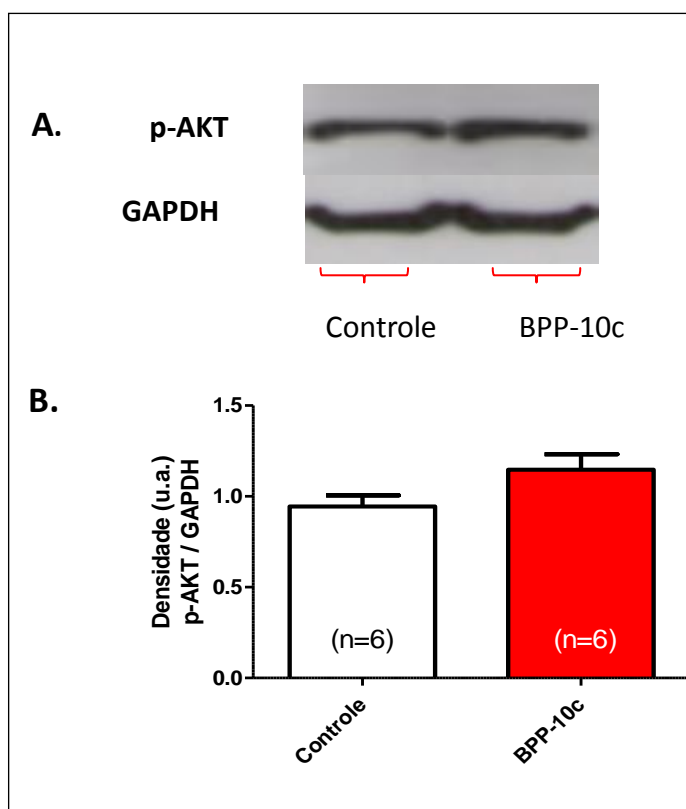 A.
p-AKT
GAPDH
Controle
BPP-10c
B.
Densidade (u.a.)
p-AKT / GAPDH
1.5
1.0
0.5
0.0
(n=6)
(n=6)
Controle
BPP-10c